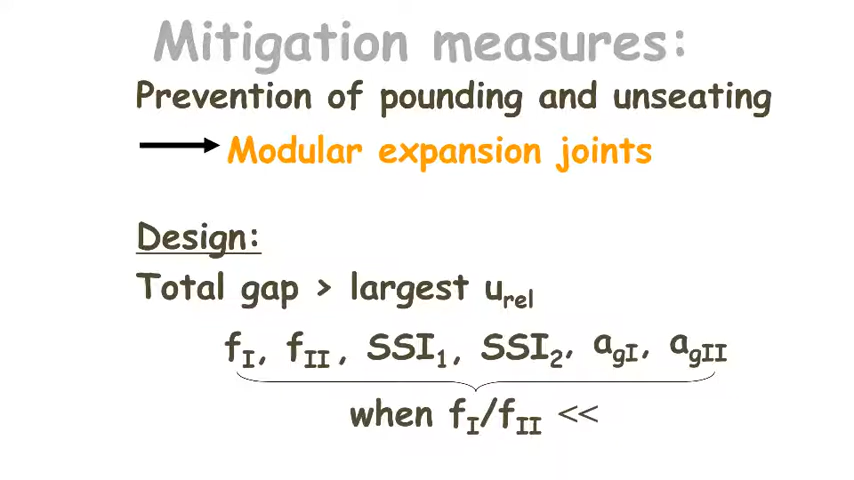 Mitigation measures:
Prevention of pounding and unseating
Modular expansion joints
Design:
Total gap > largest u_rel
f_I, f_II, SSI_1, SSI_2, a_gI, a_gII
when f_I/f_II <<